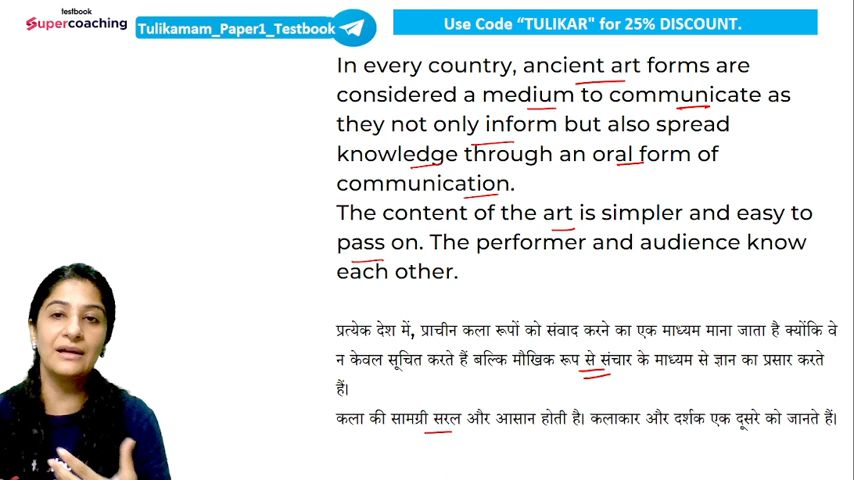 testbook
Supercoaching
Tulikamam_Paper1_Testbook
Use Code “TULIKAR" for 25% DISCOUNT.
In every country, ancient art forms are
considered a medium to communicate as
they not only inform but also spread
knowledge through an oral form of
communication.
The content of the art is simpler and easy to
pass on. The performer and audience know
each other.
प्रत्येक देश में, प्राचीन कला रूपों को संवाद करने का एक माध्यम माना जाता है क्योंकि वे
न केवल सूचित करते हैं बल्कि मौखिक रूप से संचार के माध्यम से ज्ञान का प्रसार करते
हैं।
कला की सामग्री सरल और आसान होती है। कलाकार और दर्शक एक दूसरे को जानते हैं।